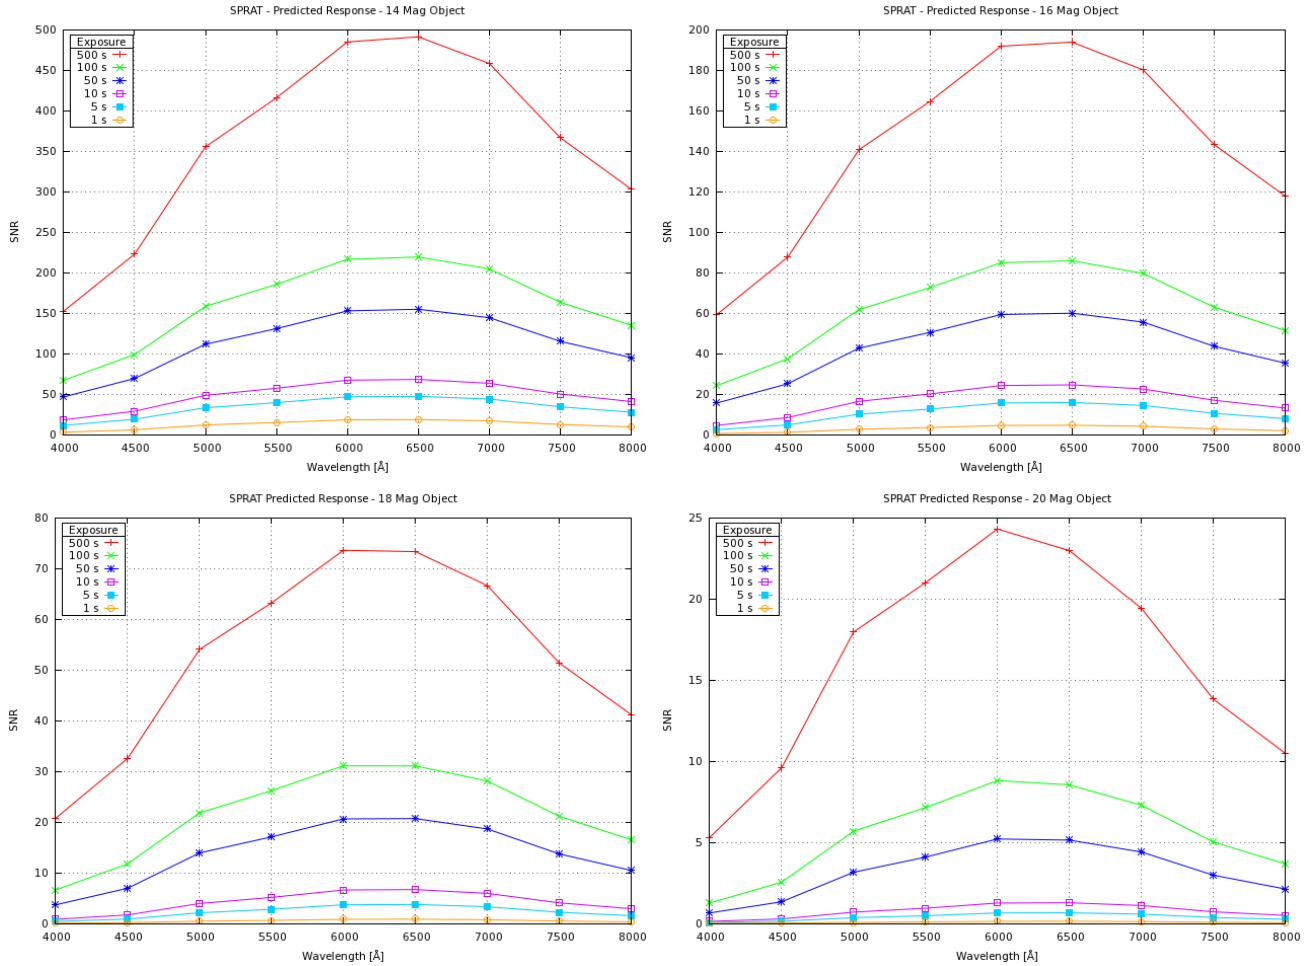 SPRAT - Predicted Response - 14 Mag Object
500
450
400
350
300
250
200
150
100
50
0
SNR
Exposure
500 s
100 s
50 s
10 s
5 s
1 s
4000 4500 5000 5500 6000 6500 7000 7500 8000
Wavelength [Å]
SPRAT - Predicted Response - 16 Mag Object
200
180
160
140
120
100
80
60
40
20
0
SNR
Exposure
500 s
100 s
50 s
10 s
5 s
1 s
4000 4500 5000 5500 6000 6500 7000 7500 8000
Wavelength [Å]
SPRAT Predicted Response - 18 Mag Object
80
70
60
50
40
30
20
10
0
SNR
Exposure
500 s
100 s
50 s
10 s
5 s
1 s
4000 4500 5000 5500 6000 6500 7000 7500 8000
Wavelength [Å]
SPRAT Predicted Response - 20 Mag Object
25
20
15
10
5
0
SNR
Exposure
500 s
100 s
50 s
10 s
5 s
1 s
4000 4500 5000 5500 6000 6500 7000 7500 8000
Wavelength [Å]